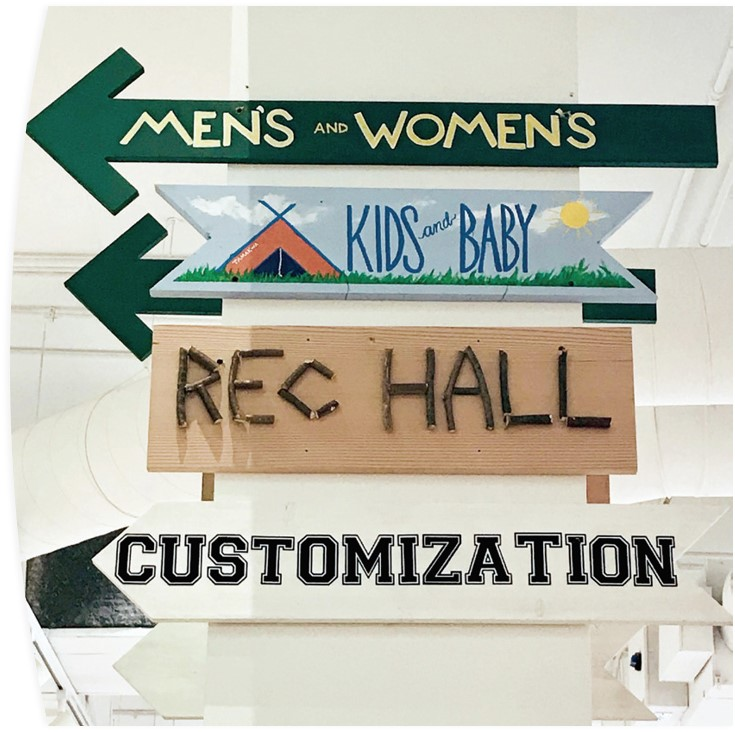 MEN'S AND WOMEN'S
KIDS and BABY
REC HALL
CUSTOMIZATION